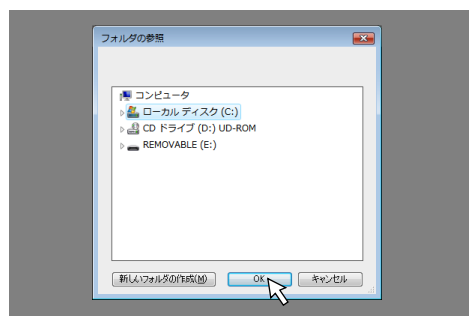 フォルダの参照
コンピュータ
ローカル ディスク (C:)
CD ドライブ (D:) UD-ROM
REMOVABLE (E:)
新しいフォルダの作成(M) OK キャンセル